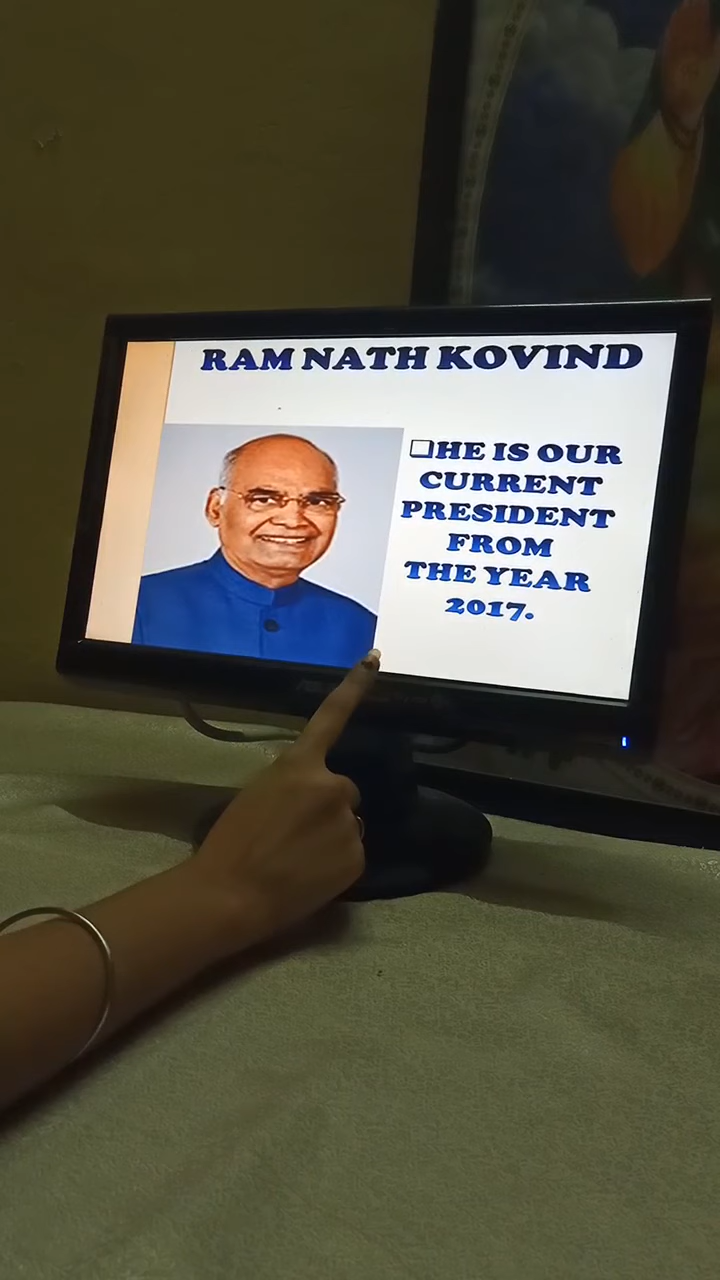 RAM NATH KOVIND
❑HE IS OUR
CURRENT
PRESIDENT
FROM
THE YEAR
2017.